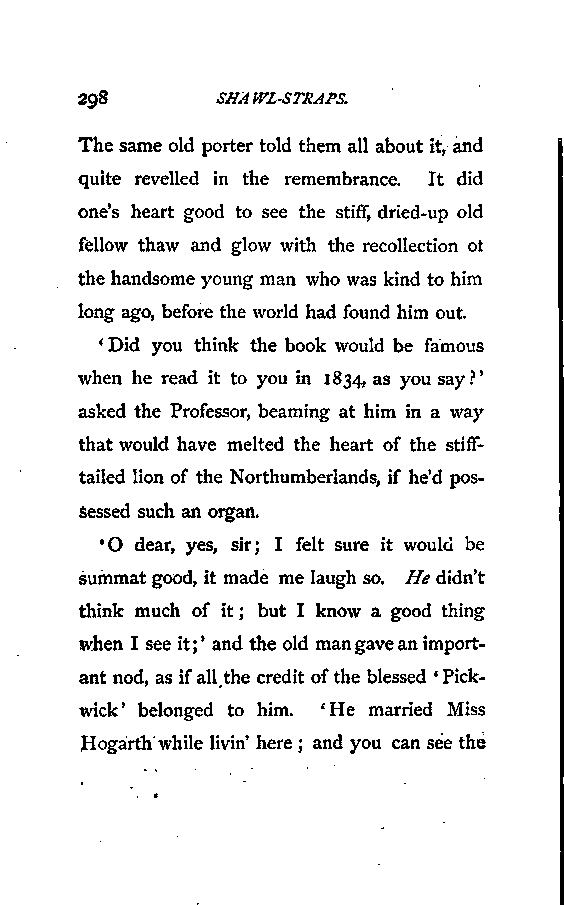 298 SHAWL-STRAPS.
The same old porter told them all about it, and
quite revelled in the remembrance. It did
one's heart good to see the stiff, dried-up old
fellow thaw and glow with the recollection ot
the handsome young man who was kind to him
long ago, before the world had found him out.
‘Did you think the book would be famous
when he read it to you in 1834, as you say?’
asked the Professor, beaming at him in a way
that would have melted the heart of the stiff-
tailed lion of the Northumberlands, if he'd pos-
sessed such an organ.
‘O dear, yes, sir; I felt sure it would be
summat good, it made me laugh so. He didn't
think much of it; but I know a good thing
when I see it;’ and the old man gave an import-
ant nod, as if all the credit of the blessed ‘Pick-
wick’ belonged to him. ‘He married Miss
Hogarth while livin’ here; and you can see the